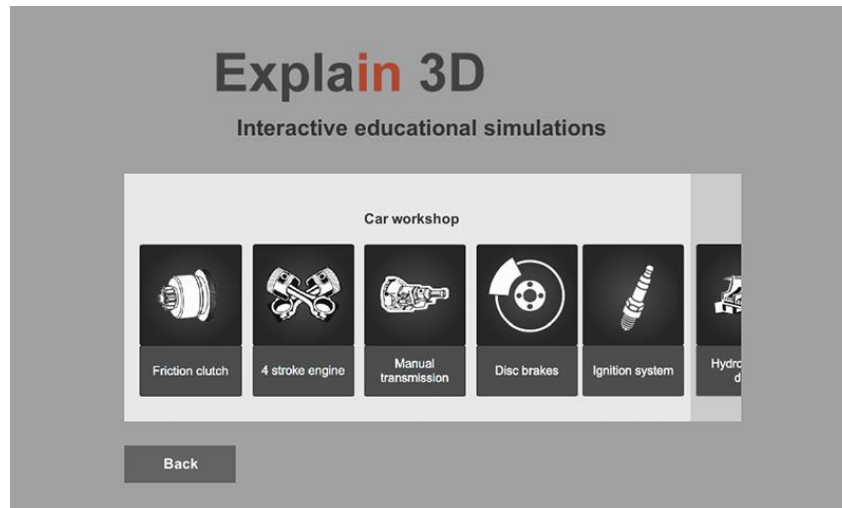 Explain 3D
Interactive educational simulations
Car workshop
Friction clutch
4 stroke engine
Manual
transmission
Disc brakes
Ignition system
Back